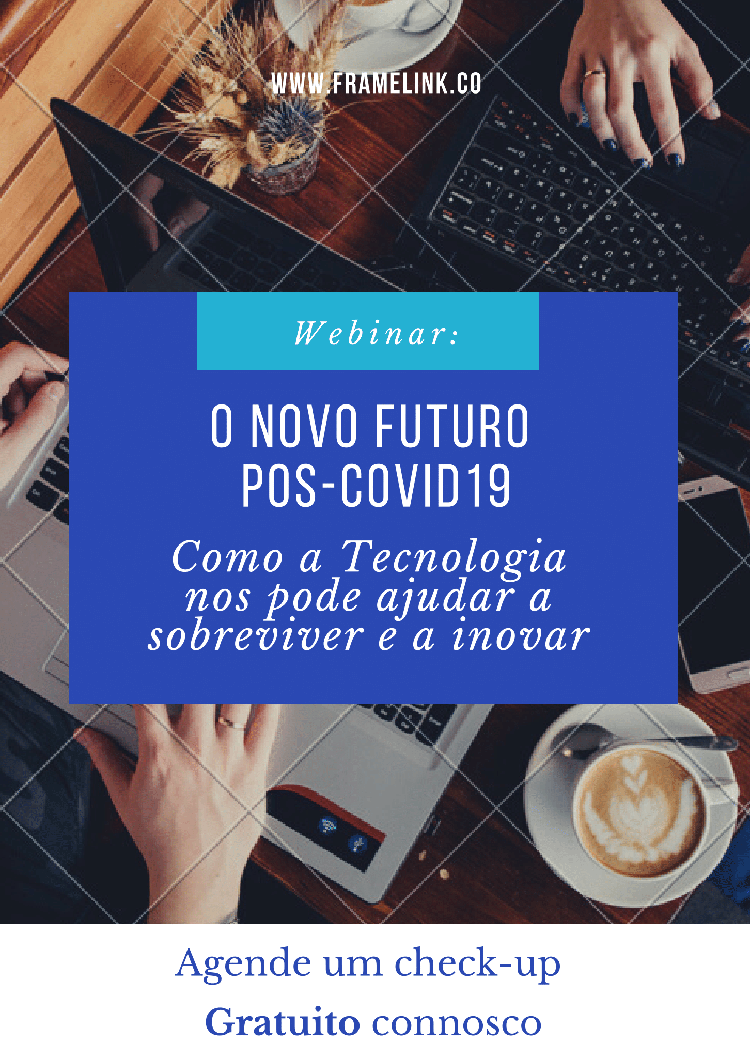 WWW.FRAMELINK.CO
Webinar:
O NOVO FUTURO
POS-COVID19
Como a Tecnologia
nos pode ajudar a
sobreviver e a inovar
Agende um check-up
Gratuito connosco